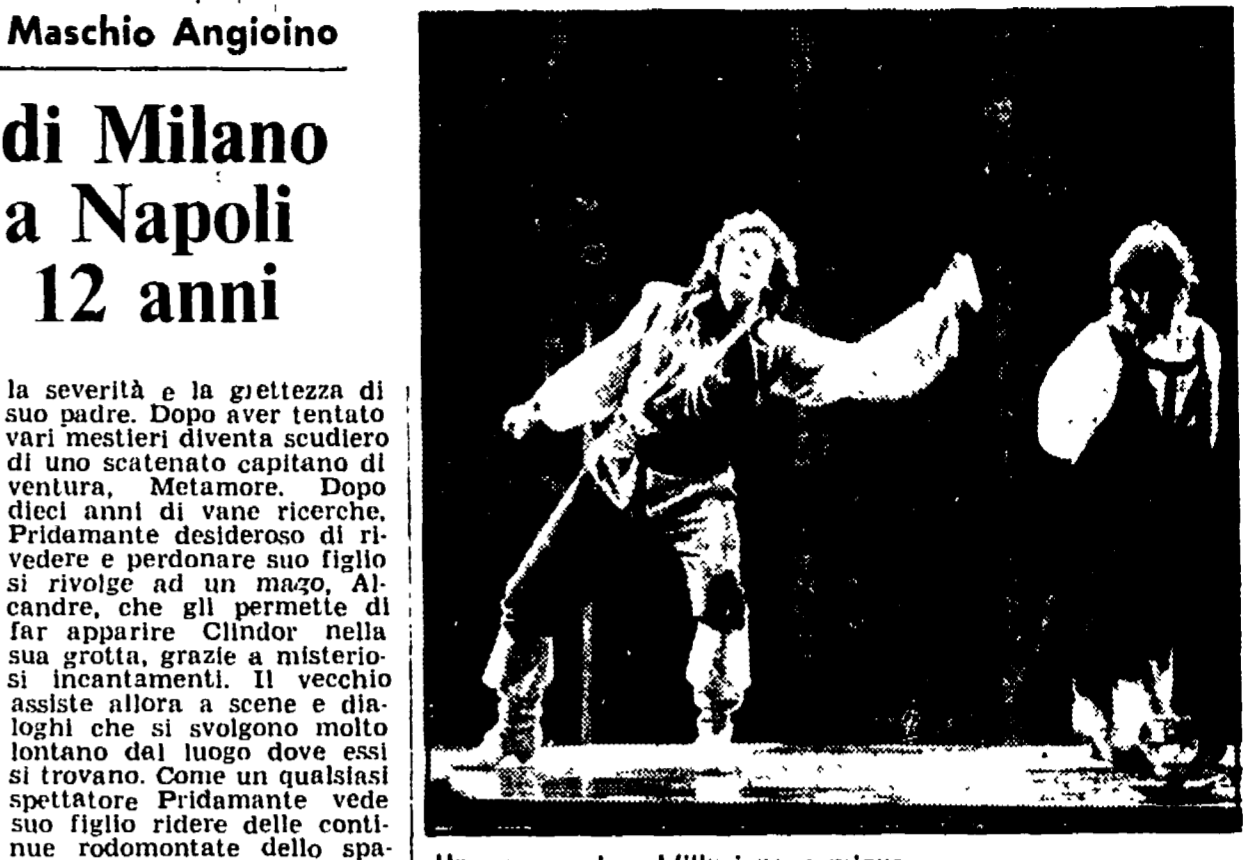 Maschio Angioino
di Milano
a Napoli
12 anni
la severità e la grettezza di
suo padre. Dopo aver tentato
vari mestieri diventa scudiero
di uno scatenato capitano di
ventura, Metamore. Dopo
dieci anni di vane ricerche,
Pridamante desideroso di ri-
vedere e perdonare suo figlio
si rivolge ad un mago, Al-
candre, che gli permette di
far apparire Clindor nella
sua grotta, grazie a misterio-
si incantamenti. Il vecchio
assiste allora a scene e dia-
loghi che si svolgono molto
lontano dal luogo dove essi
si trovano. Come un qualsiasi
spettatore Pridamante vede
suo figlio ridere delle conti-
nue rodomontate dello spa-